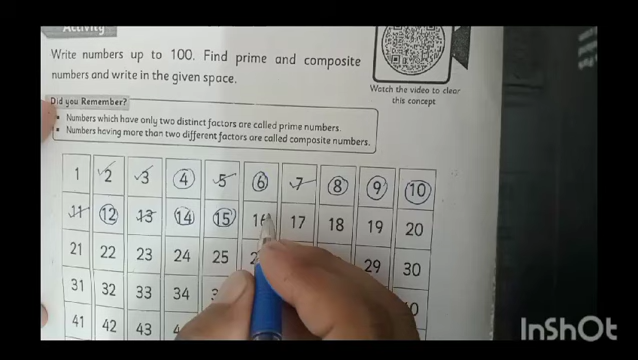 Activity
Write numbers up to 100. Find prime and composite
numbers and write in the given space.
Watch the video to clear
this concept
Did you Remember?
• Numbers which have only two distinct factors are called prime numbers.
• Numbers having more than two different factors are called composite numbers.
1 2 3 4 5 6 7 8 9 10
11 12 13 14 15 16 17 18 19 20
21 22 23 24 25 29 30
31 32 33 34
41 42 43
InShOt